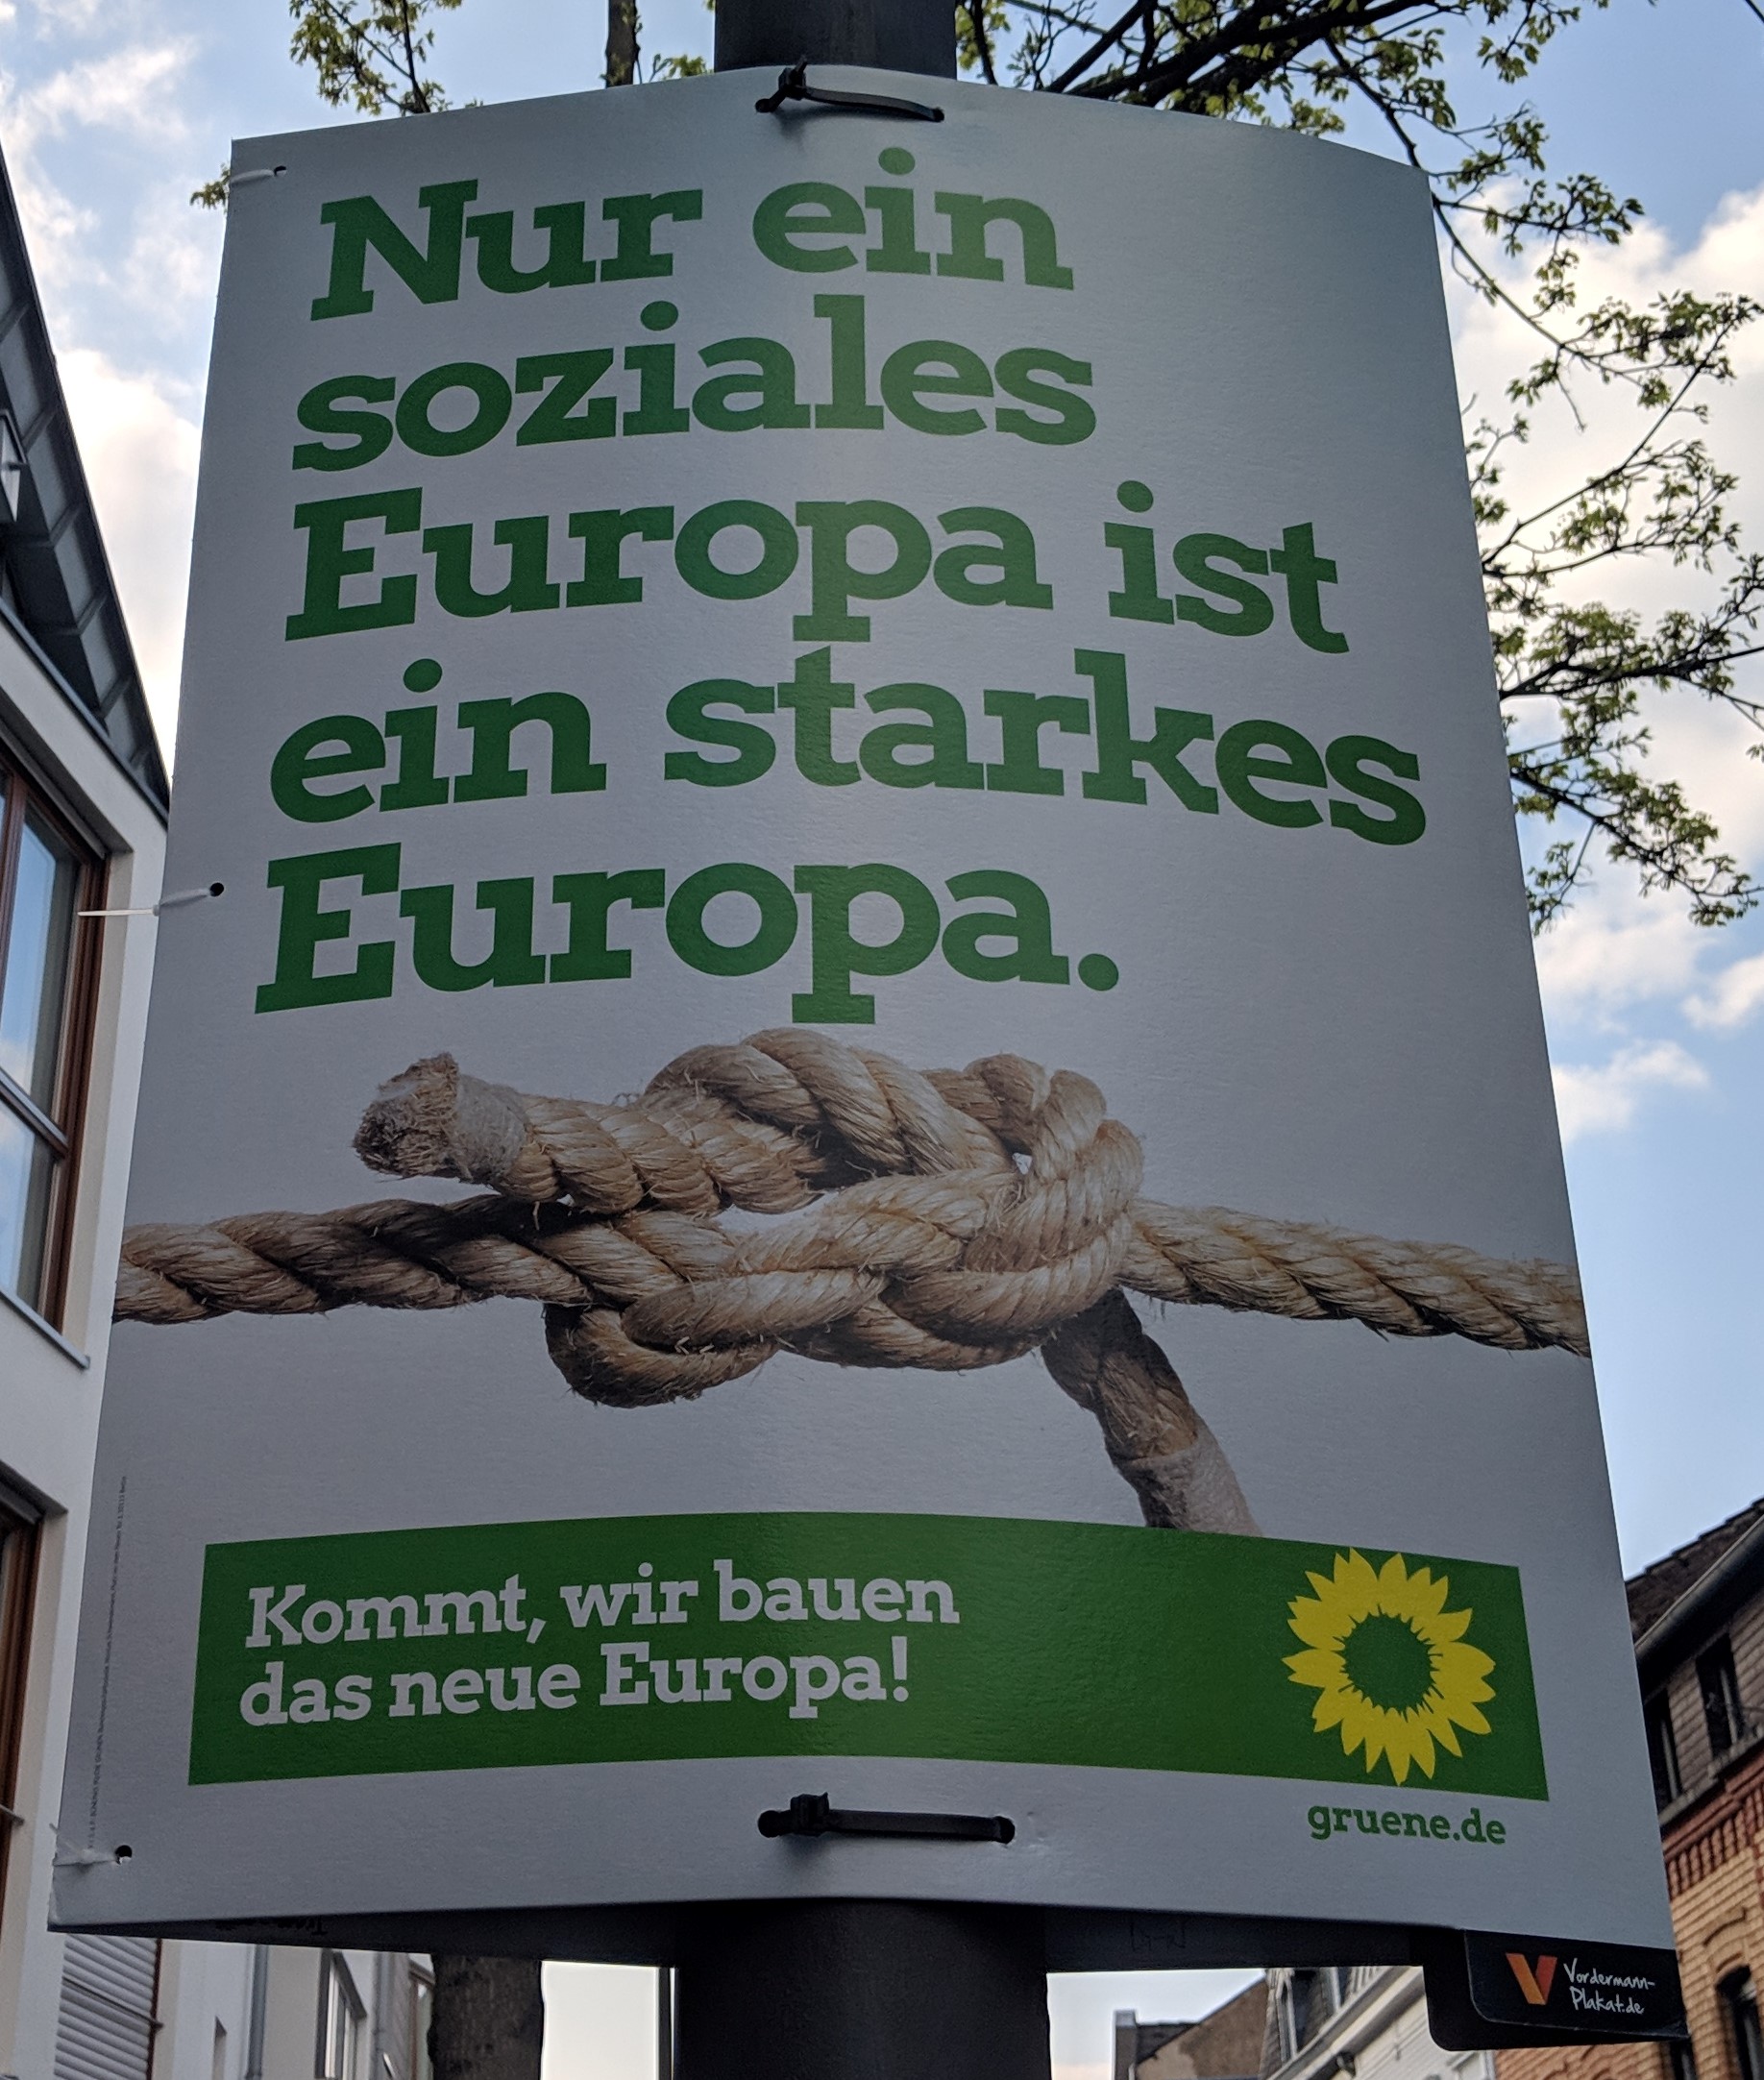 Nur ein
soziales
Europa ist
ein starkes
Europa.
Kommt, wir bauen
das neue Europa!
gruene.de
V
Vordermann-
Plakat.de